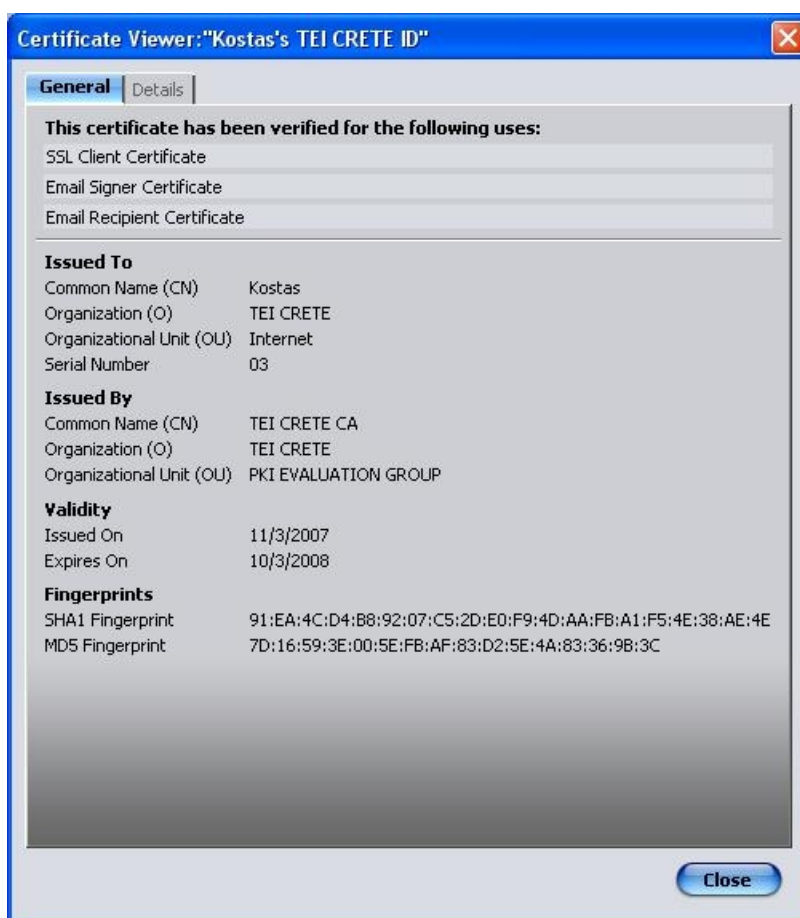 Certificate Viewer:"Kostas's TEI CRETE ID"
General Details
This certificate has been verified for the following uses:
SSL Client Certificate
Email Signer Certificate
Email Recipient Certificate
Issued To
Common Name (CN) Kostas
Organization (O) TEI CRETE
Organizational Unit (OU) Internet
Serial Number 03
Issued By
Common Name (CN) TEI CRETE CA
Organization (O) TEI CRETE
Organizational Unit (OU) PKI EVALUATION GROUP
Validity
Issued On 11/3/2007
Expires On 10/3/2008
Fingerprints
SHA1 Fingerprint 91:EA:4C:D4:B8:92:07:C5:2D:E0:F9:4D:AA:FB:A1:F5:4E:38:AE:4E
MD5 Fingerprint 7D:16:59:3E:00:5E:FB:AF:83:D2:5E:4A:83:36:9B:3C
Close